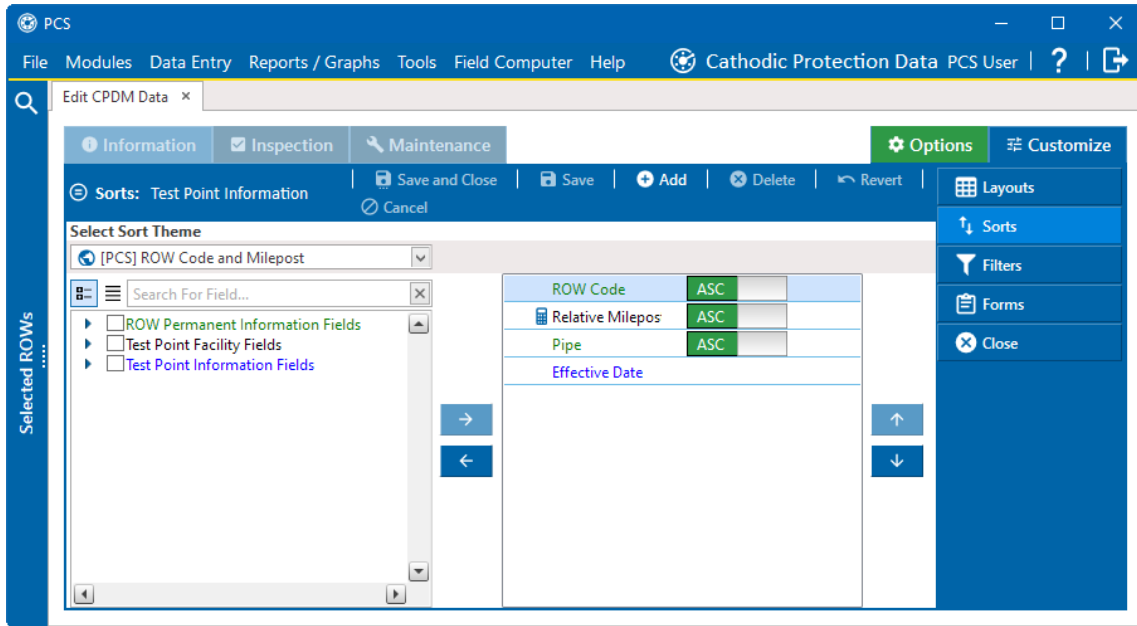 PCS
File Modules Data Entry Reports / Graphs Tools Field Computer Help Cathodic Protection Data PCS User | ? |
Edit CPDM Data ×
Information Inspection Maintenance Options Customize
Sorts: Test Point Information | Save and Close | Save | Add | Delete | Revert |
Cancel
Select Sort Theme
[PCS] ROW Code and Milepost
Search For Field...
ROW Permanent Information Fields
Test Point Facility Fields
Test Point Information Fields
ROW Code ASC
Relative Milepos ASC
Pipe ASC
Effective Date
Layouts
Sorts
Filters
Forms
Close
Selected ROWs